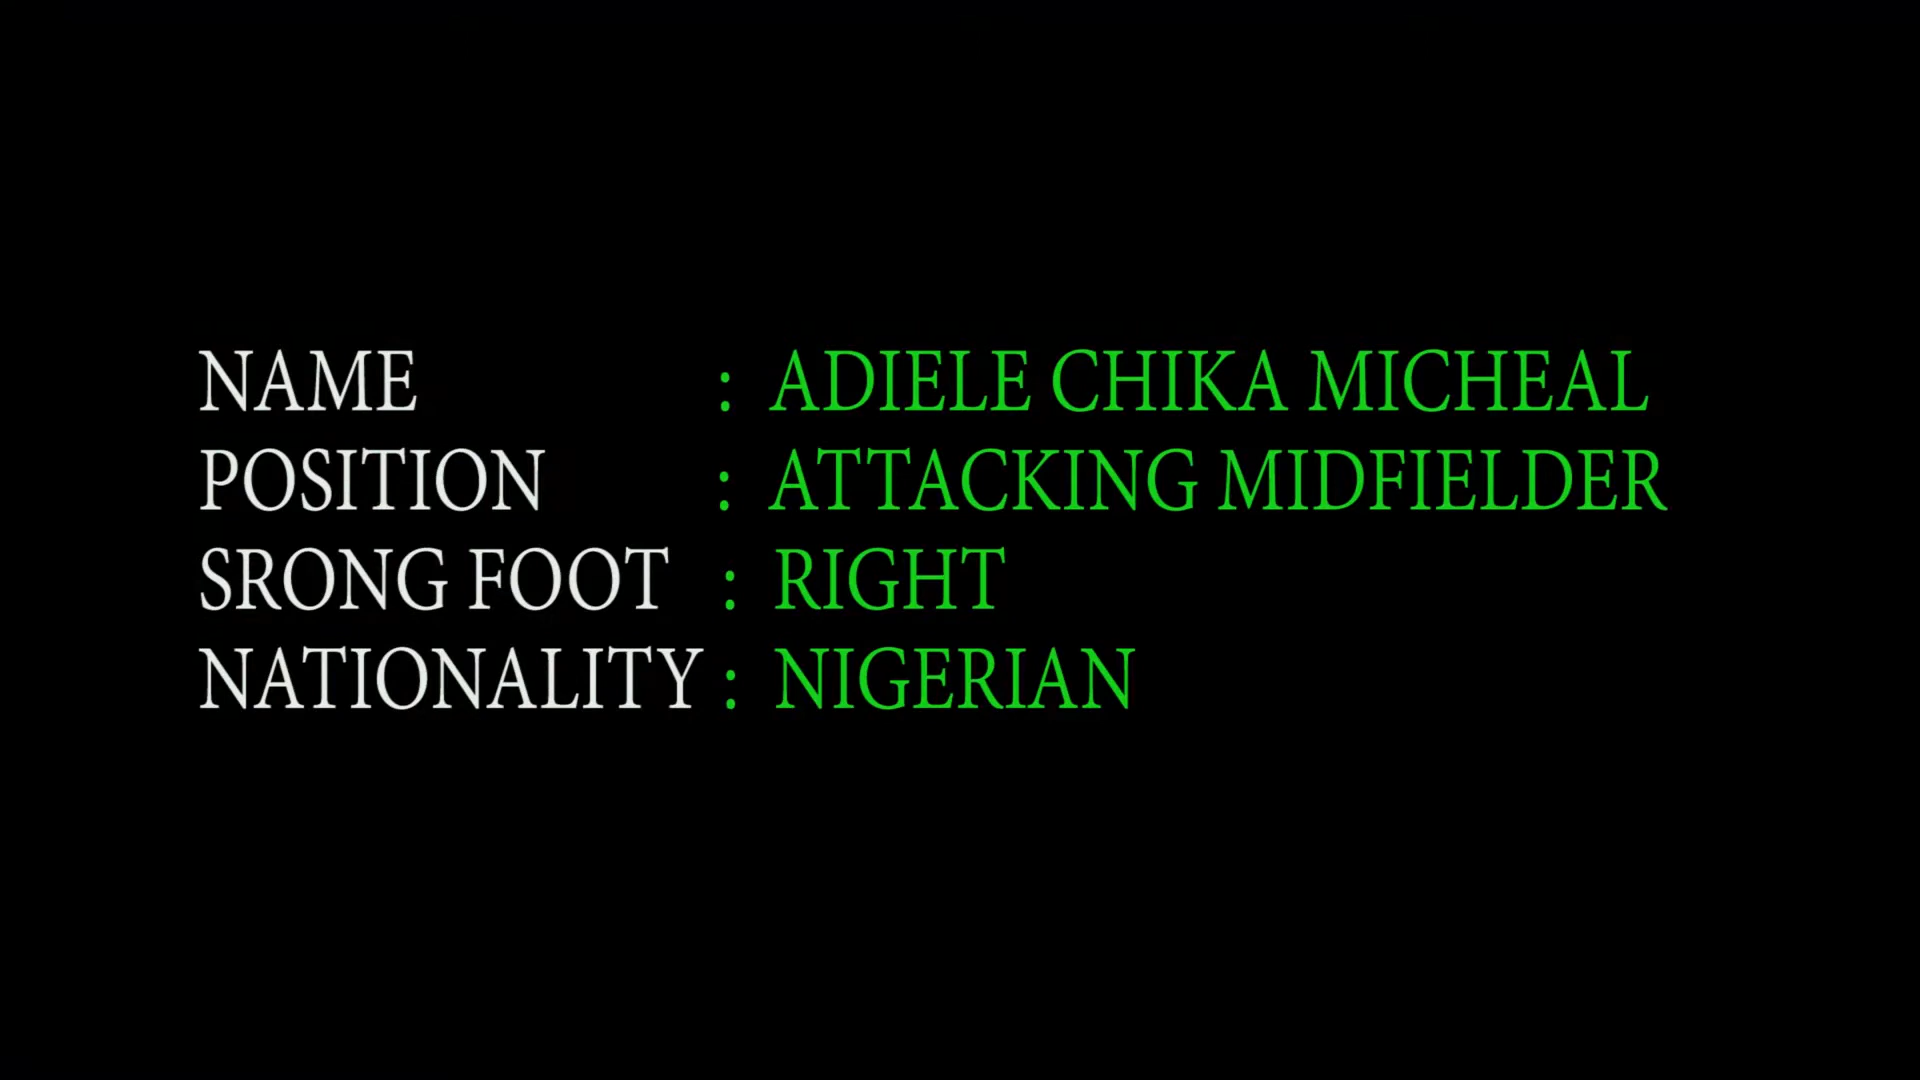 NAME : ADIELE CHIKA MICHEAL
POSITION : ATTACKING MIDFIELDER
SRONG FOOT : RIGHT
NATIONALITY : NIGERIAN